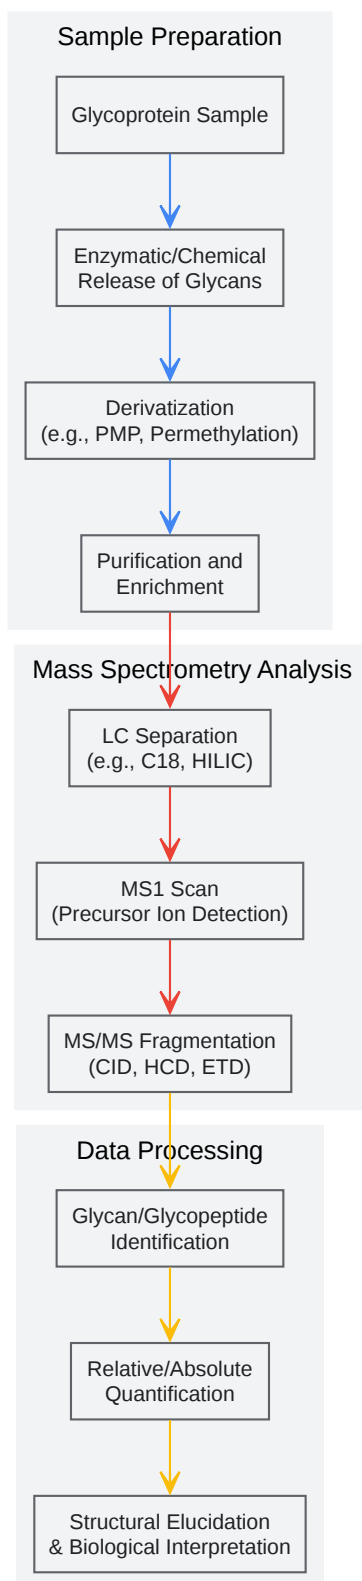 Sample Preparation
Glycoprotein Sample
Enzymatic/Chemical
Release of Glycans
Derivatization
(e.g., PMP, Permethylation)
Purification and
Enrichment
Mass Spectrometry Analysis
LC Separation
(e.g., C18, HILIC)
MS1 Scan
(Precursor Ion Detection)
MS/MS Fragmentation
(CID, HCD, ETD)
Data Processing
Glycan/Glycopeptide
Identification
Relative/Absolute
Quantification
Structural Elucidation
& Biological Interpretation